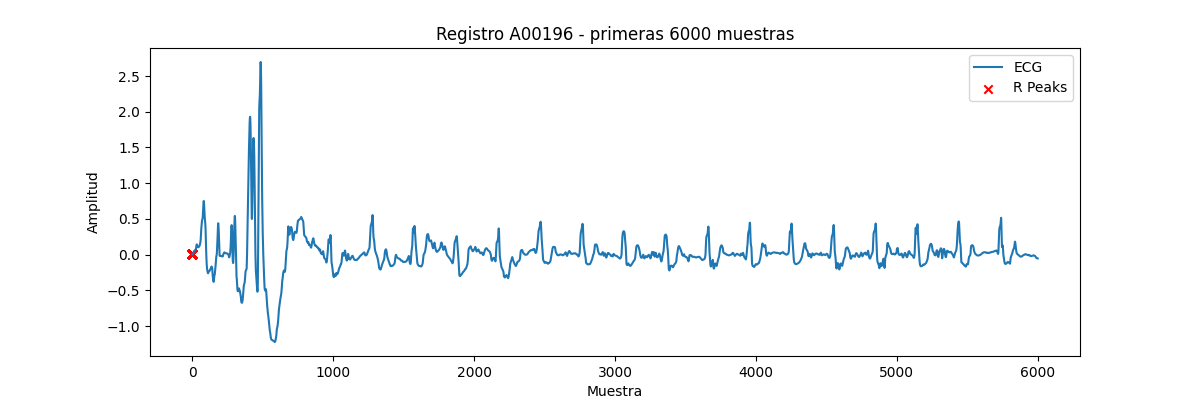 Registro A00196 - primeras 6000 muestras
ECG
R Peaks
Amplitud
2.5
2.0
1.5
1.0
0.5
0.0
−0.5
−1.0
0 1000 2000 3000 4000 5000 6000
Muestra